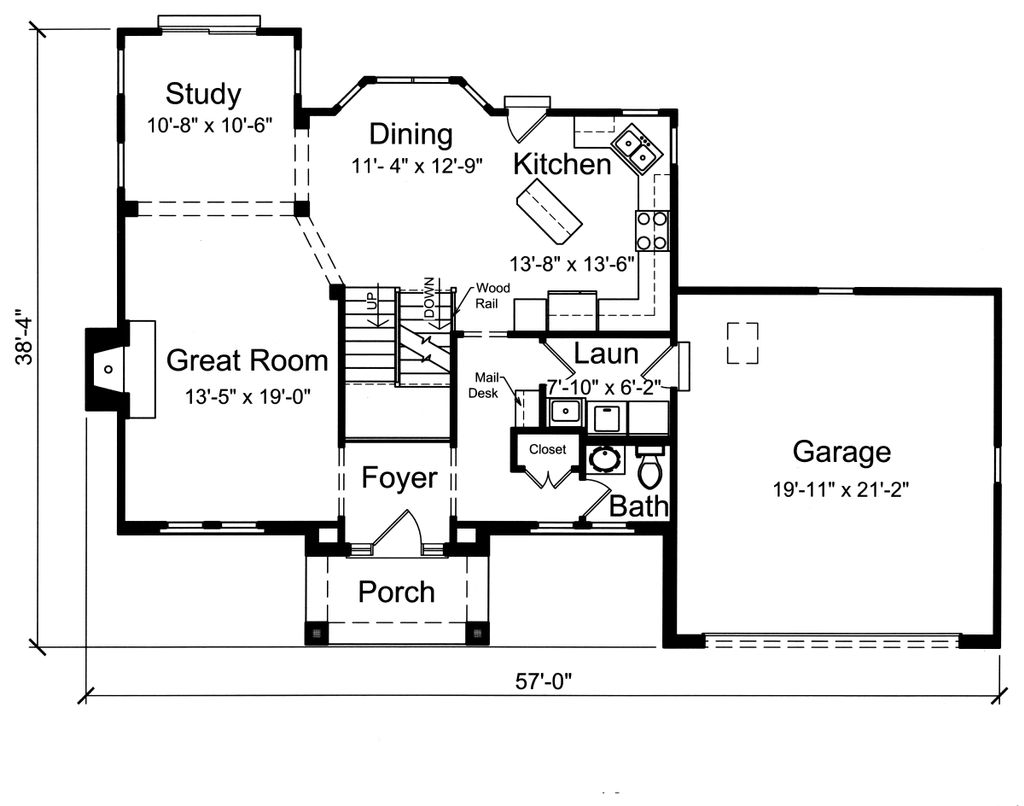 Study
10'-8" x 10'-6"
Dining
11'- 4" x 12'-9"
Kitchen
13'-8" x 13'-6"
UP
DOWN
Wood
Rail
38'-4"
Great Room
13'-5" x 19'-0"
Laun
7'-10" x 6'-2"
Mail
Desk
Closet
Foyer
Bath
Garage
19'-11" x 21'-2"
Porch
57'-0"